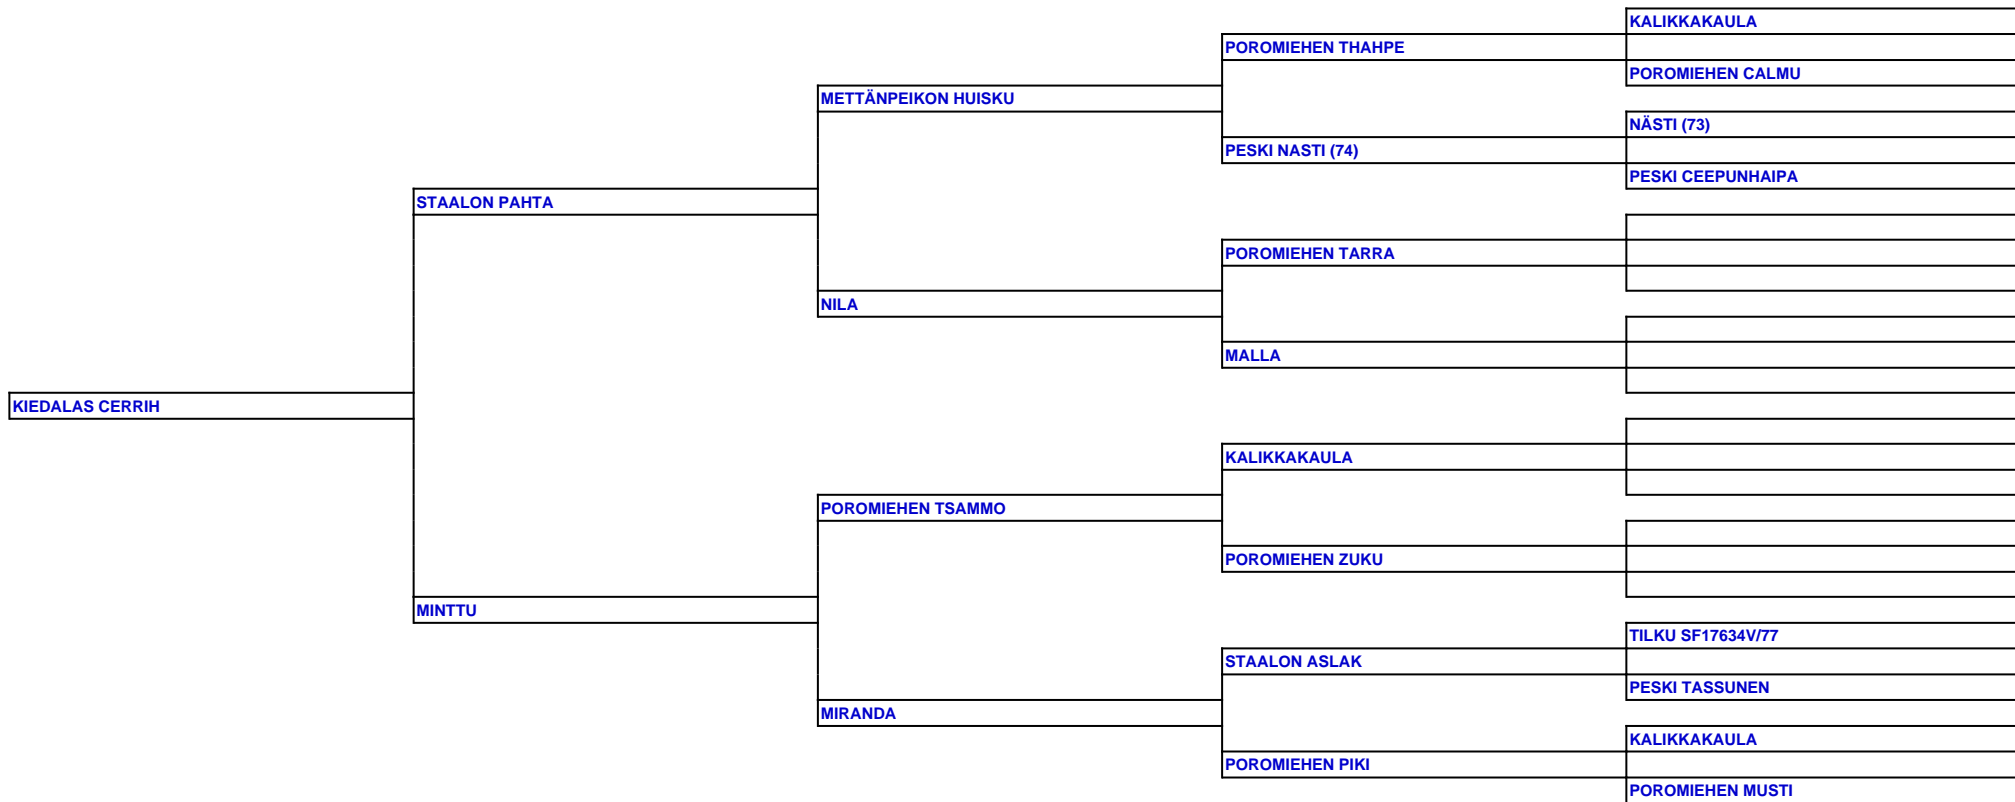 KALIKKAKAULA
POROMIEHEN THAHPE
POROMIEHEN CALMU
METTÄNPEIKON HUISKU
NÄSTI (73)
PESKI NASTI (74)
PESKI CEEPUNHAIPA
STAALON PAHTA
POROMIEHEN TARRA
NILA
MALLA
KIEDALAS CERRIH
KALIKKAKAULA
POROMIEHEN TSAMMO
POROMIEHEN ZUKU
MINTTU
TILKU SF17634V/77
STAALON ASLAK
PESKI TASSUNEN
MIRANDA
KALIKKAKAULA
POROMIEHEN PIKI
POROMIEHEN MUSTI